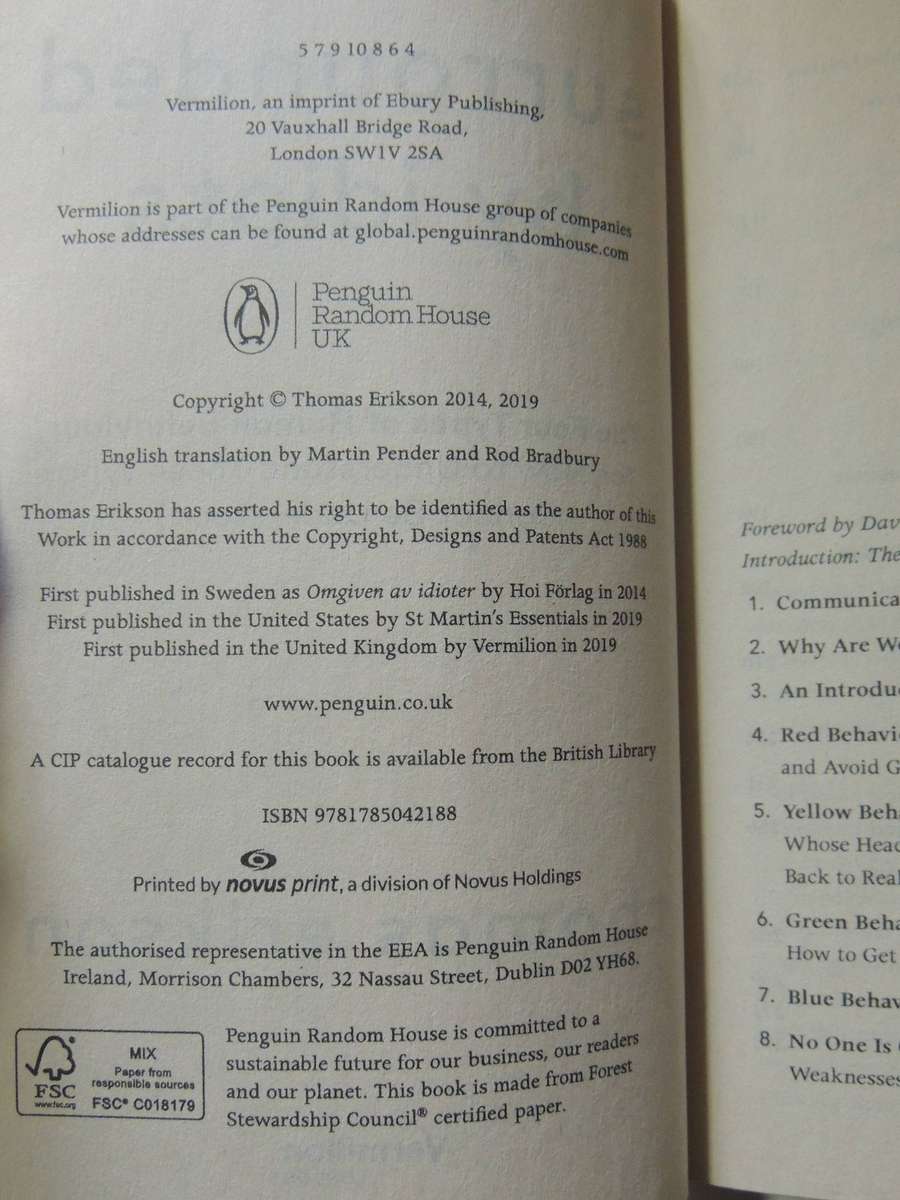 5 7 9 10 8 6 4
Vermilion, an imprint of Ebury Publishing,
20 Vauxhall Bridge Road,
London SW1V 2SA
Vermilion is part of the Penguin Random House group of companies
whose addresses can be found at global.penguinrandomhouse.com
Penguin
Random House
UK
Copyright © Thomas Erikson 2014, 2019
English translation by Martin Pender and Rod Bradbury
Thomas Erikson has asserted his right to be identified as the author of this
Work in accordance with the Copyright, Designs and Patents Act 1988
First published in Sweden as Omgiven av idioter by Hoi Förlag in 2014
First published in the United States by St Martin's Essentials in 2019
First published in the United Kingdom by Vermilion in 2019
www.penguin.co.uk
A CIP catalogue record for this book is available from the British Library
ISBN 9781785042188
Printed by novus print, a division of Novus Holdings
The authorised representative in the EEA is Penguin Random House
Ireland, Morrison Chambers, 32 Nassau Street, Dublin D02 YH68.
FSC
www.fsc.org
MIX
Paper from
responsible sources
FSC® C018179
Penguin Random House is committed to a
sustainable future for our business, our readers
and our planet. This book is made from Forest
Stewardship Council® certified paper.
Foreword by Dav
Introduction: The
1. Communica
2. Why Are We
3. An Introdu
4. Red Behavi
and Avoid G
5. Yellow Beha
Whose Head
Back to Real
6. Green Beha
How to Get
7. Blue Behav
8. No One Is
Weaknesses